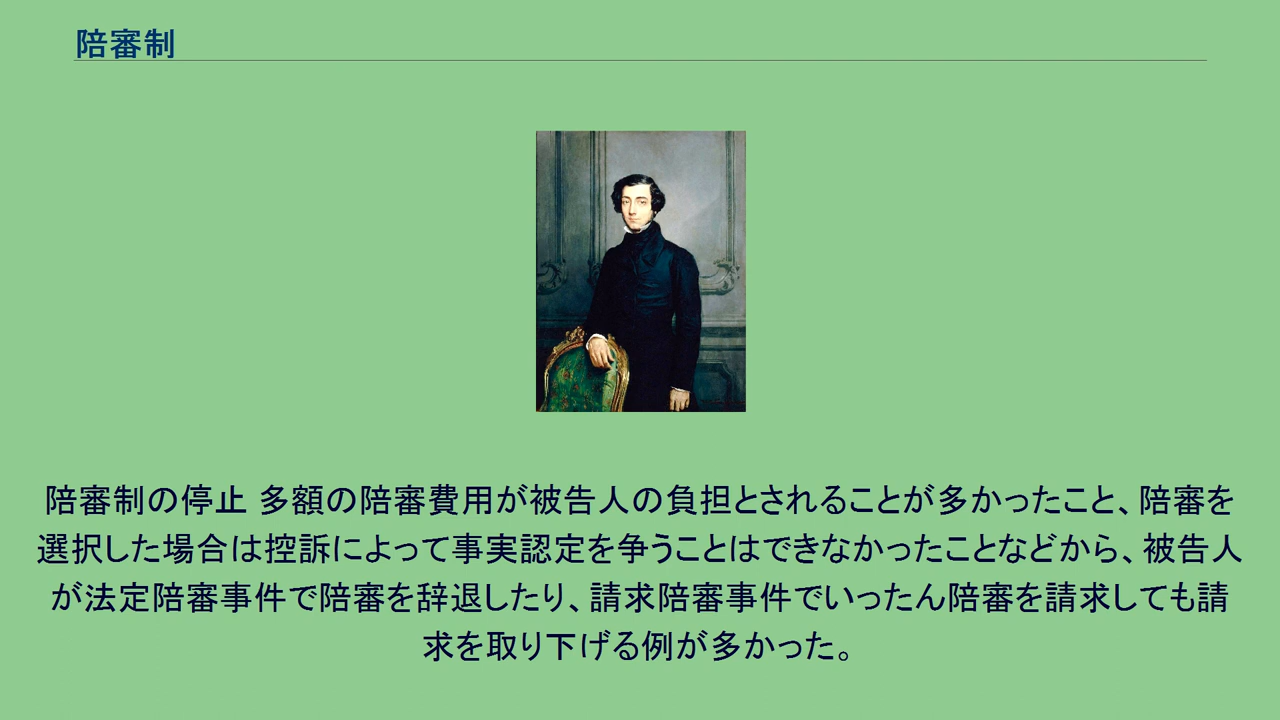 陪審制
陪審制の停止 多額の陪審費用が被告人の負担とされることが多かったこと、陪審を
選択した場合は控訴によって事実認定を争うことはできなかったことなどから、被告人
が法定陪審事件で陪審を辞退したり、請求陪審事件でいったん陪審を請求しても請
求を取り下げる例が多かった。